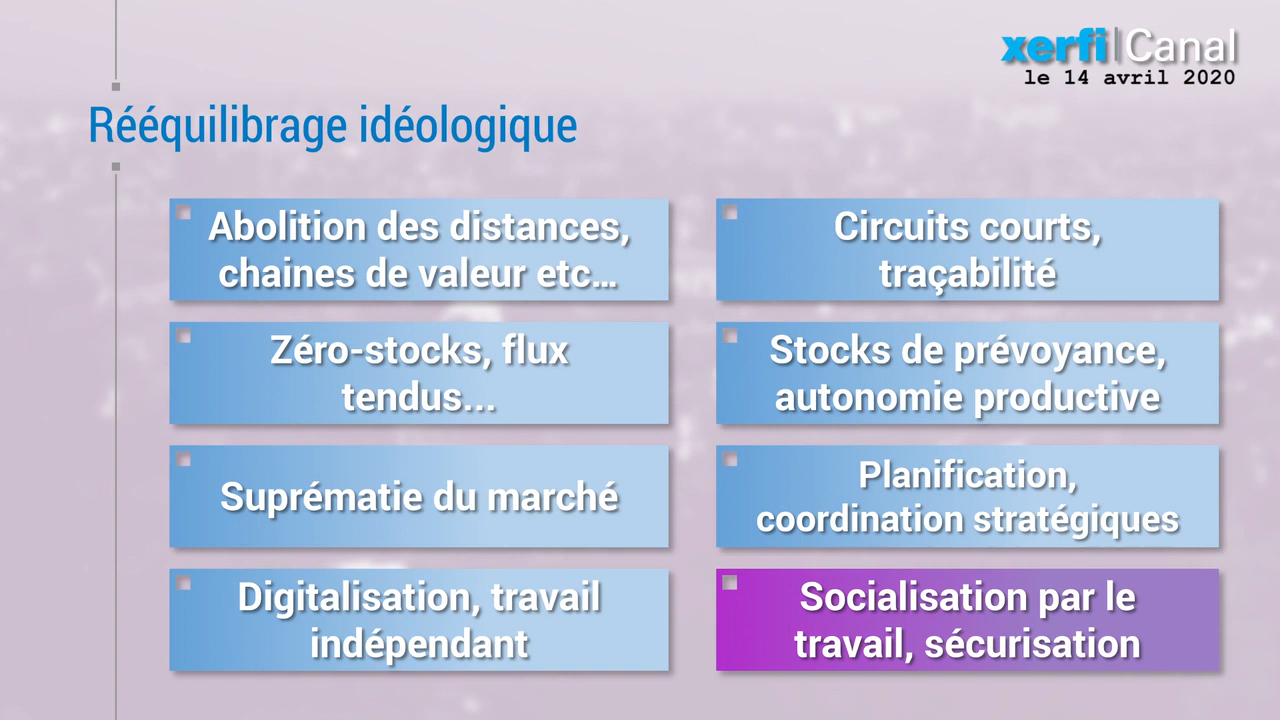 xerfi Canal
le 14 avril 2020
Rééquilibrage idéologique
Abolition des distances,
chaines de valeur etc...
Circuits courts,
traçabilité
Zéro-stocks, flux
tendus...
Stocks de prévoyance,
autonomie productive
Suprématie du marché
Planification,
coordination stratégiques
Digitalisation, travail
indépendant
Socialisation par le
travail, sécurisation